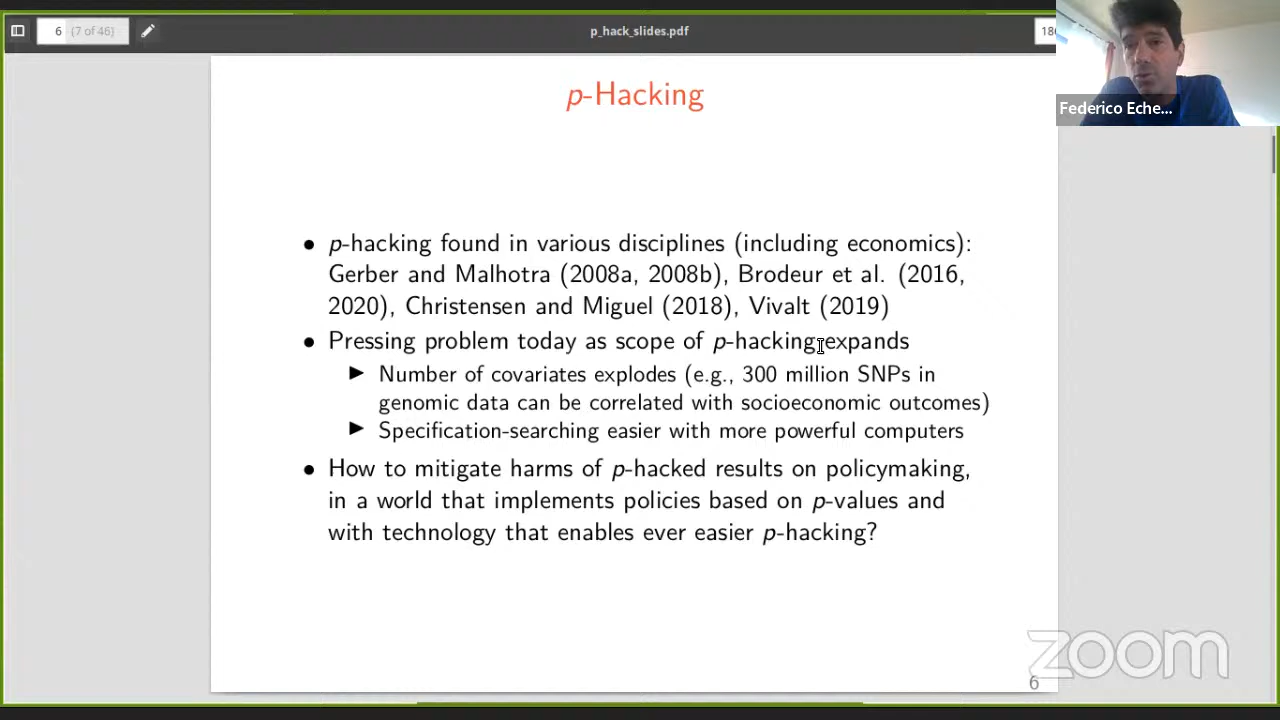 6 (7 of 46)
p_hack_slides.pdf
180
Federico Eche...
p-Hacking
• p-hacking found in various disciplines (including economics):
Gerber and Malhotra (2008a, 2008b), Brodeur et al. (2016,
2020), Christensen and Miguel (2018), Vivalt (2019)
• Pressing problem today as scope of p-hacking expands
▶ Number of covariates explodes (e.g., 300 million SNPs in
genomic data can be correlated with socioeconomic outcomes)
▶ Specification-searching easier with more powerful computers
• How to mitigate harms of p-hacked results on policymaking,
in a world that implements policies based on p-values and
with technology that enables ever easier p-hacking?
zoom
6